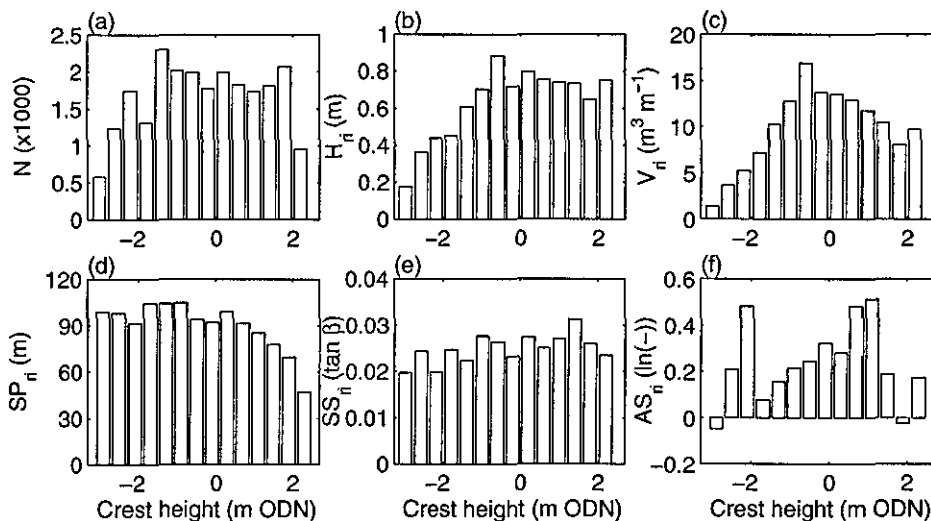 (a) (b) (c)
2.5
2
1.5
1
0.5
0
N (x1000)
−2 0 2
1
0.8
0.6
0.4
0.2
0
H_ri (m)
−2 0 2
20
15
10
5
0
V_ri (m³ m⁻¹)
−2 0 2
(d) (e) (f)
120
90
60
30
0
SP_ri (m)
−2 0 2
Crest height (m ODN)
0.04
0.03
0.02
0.01
0
SS_ri (tan β)
−2 0 2
Crest height (m ODN)
0.6
0.4
0.2
0
−0.2
AS_ri (ln(−))
−2 0 2
Crest height (m ODN)